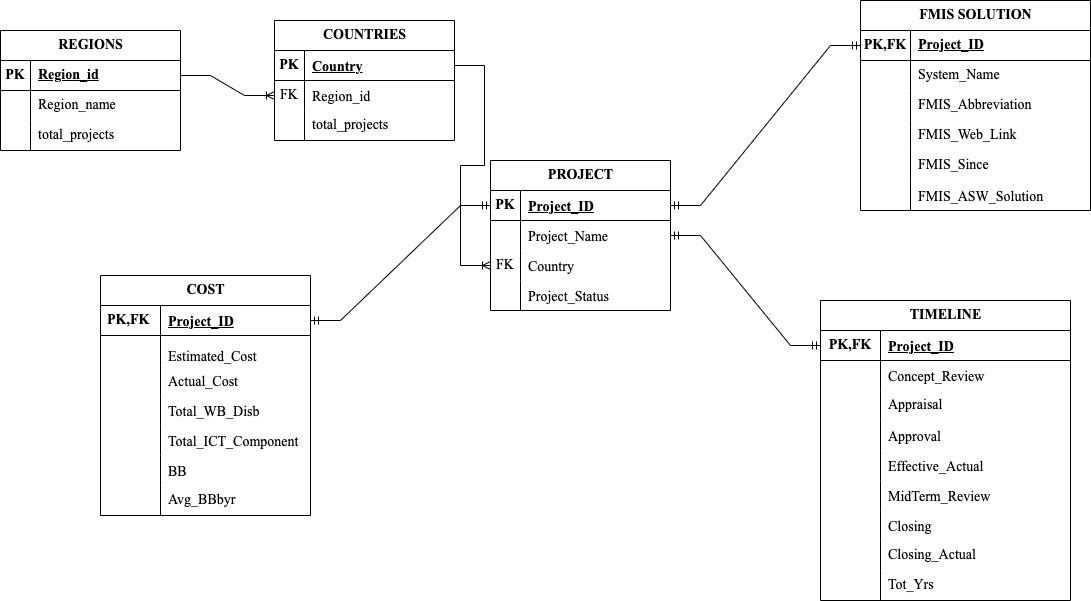 REGIONS
PK Region_id
Region_name
total_projects
COUNTRIES
PK Country
FK Region_id
total_projects
FMIS SOLUTION
PK,FK Project_ID
System_Name
FMIS_Abbreviation
FMIS_Web_Link
FMIS_Since
FMIS_ASW_Solution
PROJECT
PK Project_ID
Project_Name
FK Country
Project_Status
COST
PK,FK Project_ID
Estimated_Cost
Actual_Cost
Total_WB_Disb
Total_ICT_Component
BB
Avg_BBbyr
TIMELINE
PK,FK Project_ID
Concept_Review
Appraisal
Approval
Effective_Actual
MidTerm_Review
Closing
Closing_Actual
Tot_Yrs